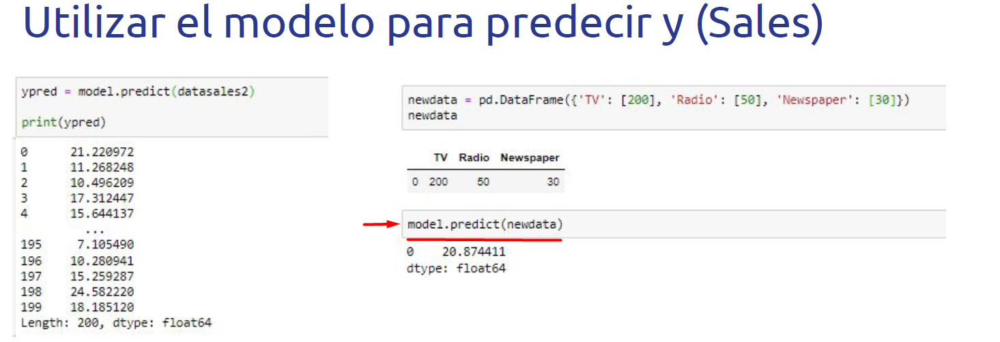 Utilizar el modelo para predecir y (Sales)
ypred = model.predict(datasales2)
print(ypred)
0 21.220972
1 11.268248
2 10.496209
3 17.312447
4 15.644137
...
195 7.105490
196 10.280941
197 15.259287
198 24.582220
199 18.185120
Length: 200, dtype: float64
newdata = pd.DataFrame({'TV': [200], 'Radio': [50], 'Newspaper': [30]})
newdata
TV Radio Newspaper
0 200 50 30
model.predict(newdata)
0 20.874411
dtype: float64